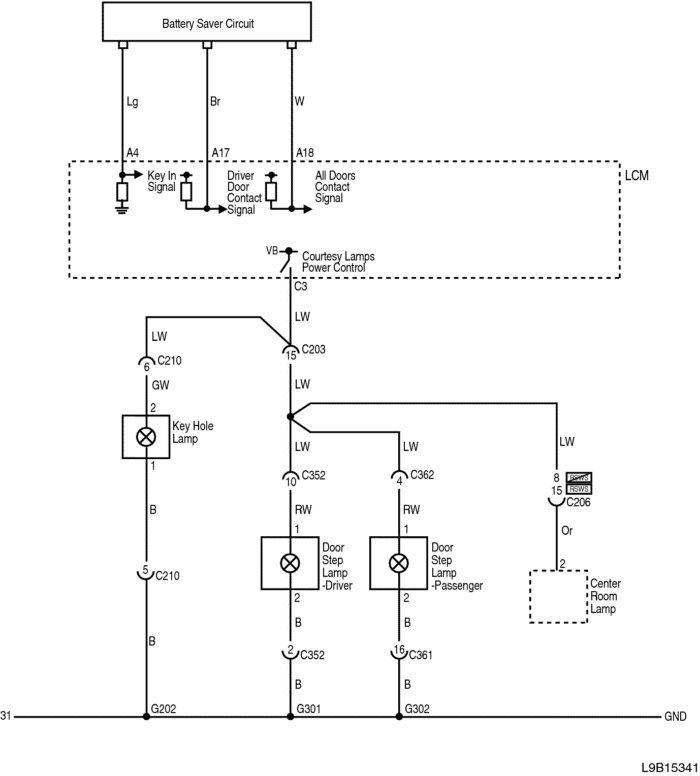 Battery Saver Circuit
Lg
Br
W
A4
A17
A18
Key In
Signal
Driver
Door
Contact
Signal
All Doors
Contact
Signal
LCM
VB
Courtesy Lamps
Power Control
C3
LW
LW
15
C203
6
C210
GW
LW
2
Key Hole
Lamp
1
LW
LW
LW
10
C352
4
C362
8
RSWS
15
RSWS
C206
B
RW
RW
Or
1
1
Door
Step
Lamp
-Driver
Door
Step
Lamp
-Passenger
2
Center
Room
Lamp
5
C210
2
2
B
B
B
2
C352
16
C361
B
B
31
G202
G301
G302
GND
L9B15341